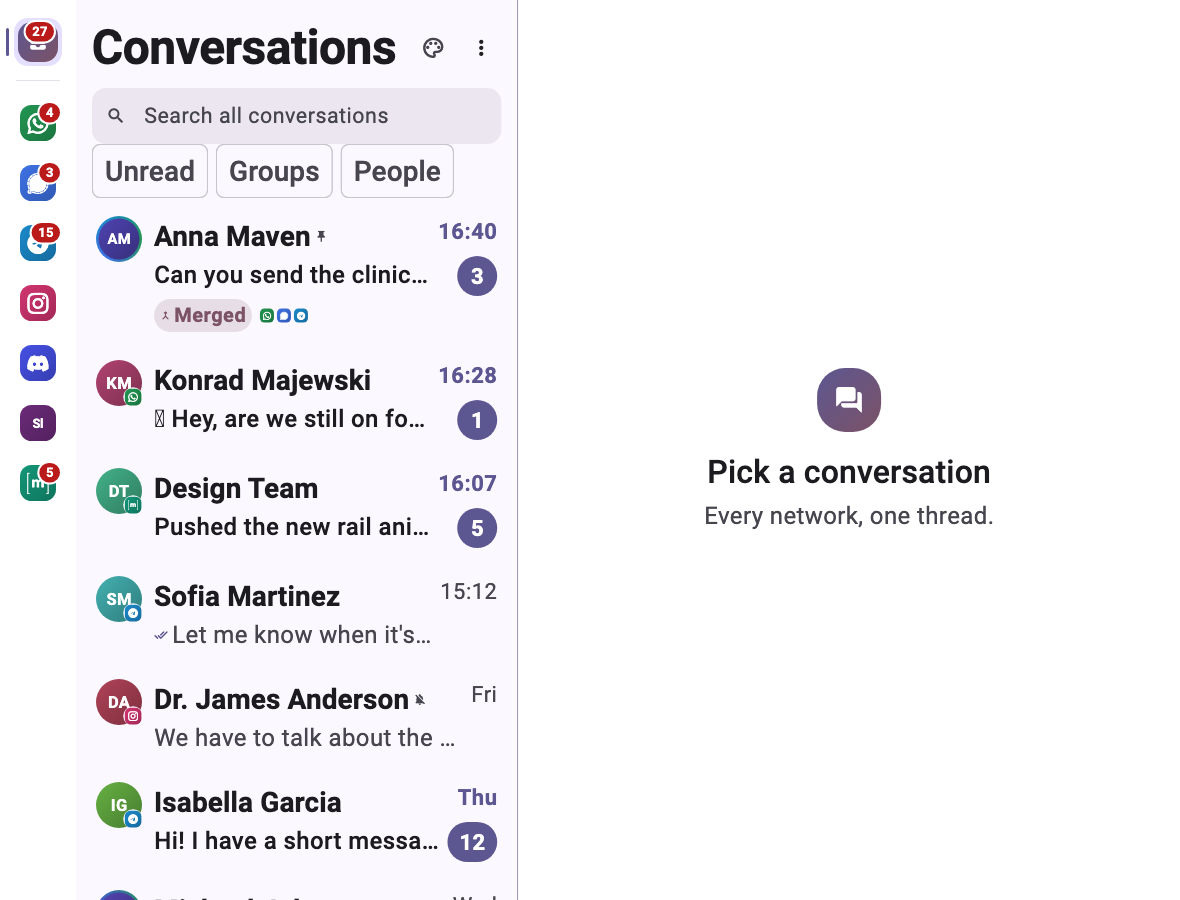 27
Conversations
Search all conversations
Unread Groups People
4
3
15
SI
[m]
5
AM
Anna Maven
16:40
Can you send the clinic…
3
Merged
KM
Konrad Majewski
16:28
Hey, are we still on fo…
1
DT
[m]
Design Team
16:07
Pushed the new rail ani…
5
SM
Sofia Martinez
15:12
Let me know when it's…
DA
Dr. James Anderson
Fri
We have to talk about the …
IG
Isabella Garcia
Thu
Hi! I have a short messa…
12
Pick a conversation
Every network, one thread.